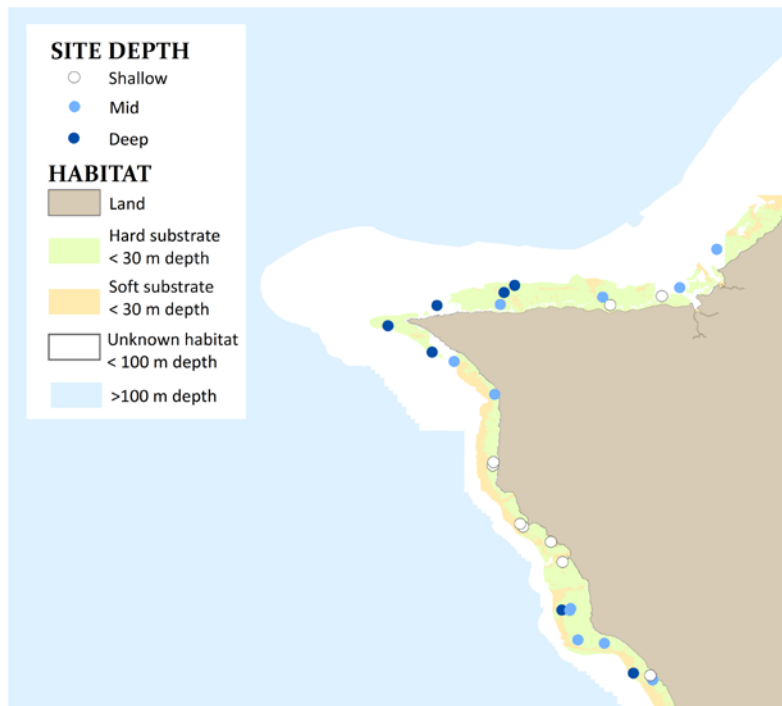 SITE DEPTH
Shallow
Mid
Deep
HABITAT
Land
Hard substrate
< 30 m depth
Soft substrate
< 30 m depth
Unknown habitat
< 100 m depth
>100 m depth